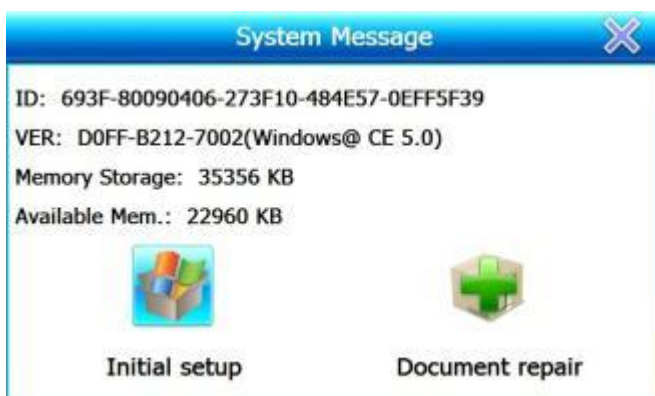 System Message
ID: 693F-80090406-273F10-484E57-0EFF5F39
VER: D0FF-B212-7002(Windows@ CE 5.0)
Memory Storage: 35356 KB
Available Mem.: 22960 KB
Initial setup Document repair